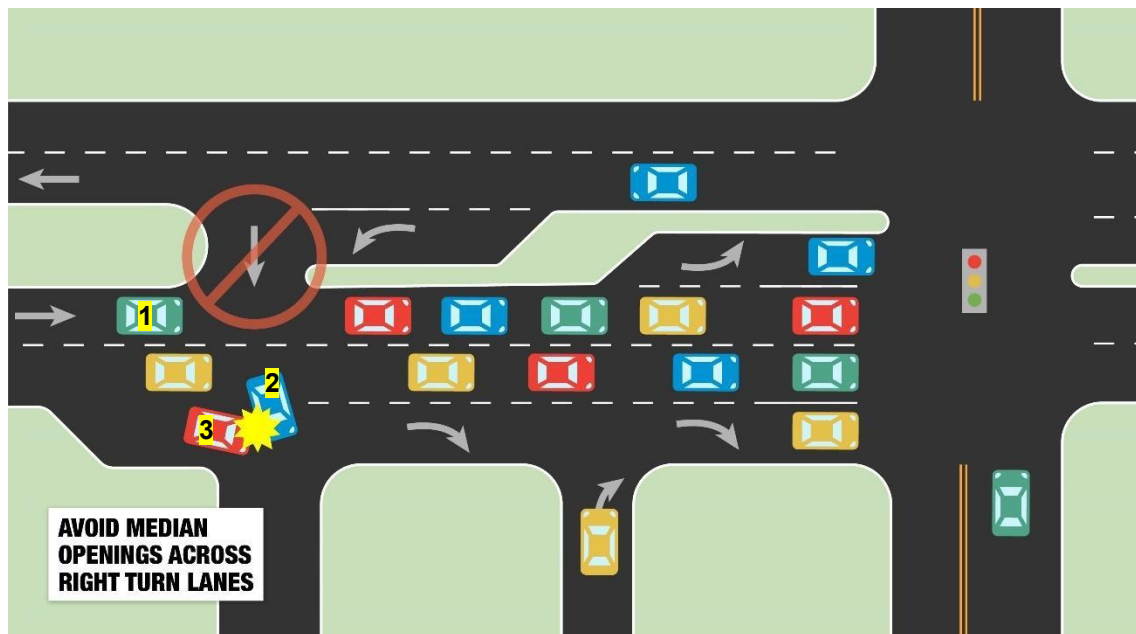 1
2
3
AVOID MEDIAN
OPENINGS ACROSS
RIGHT TURN LANES